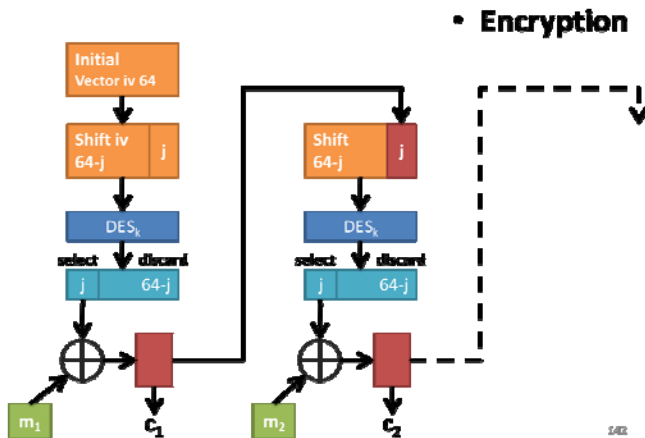 • Encryption
Initial
Vector iv 64
Shift iv
64-j
j
DESk
select
discard
j
64-j
m1
C1
Shift
64-j
j
DESk
select
discard
j
64-j
m2
C2
142